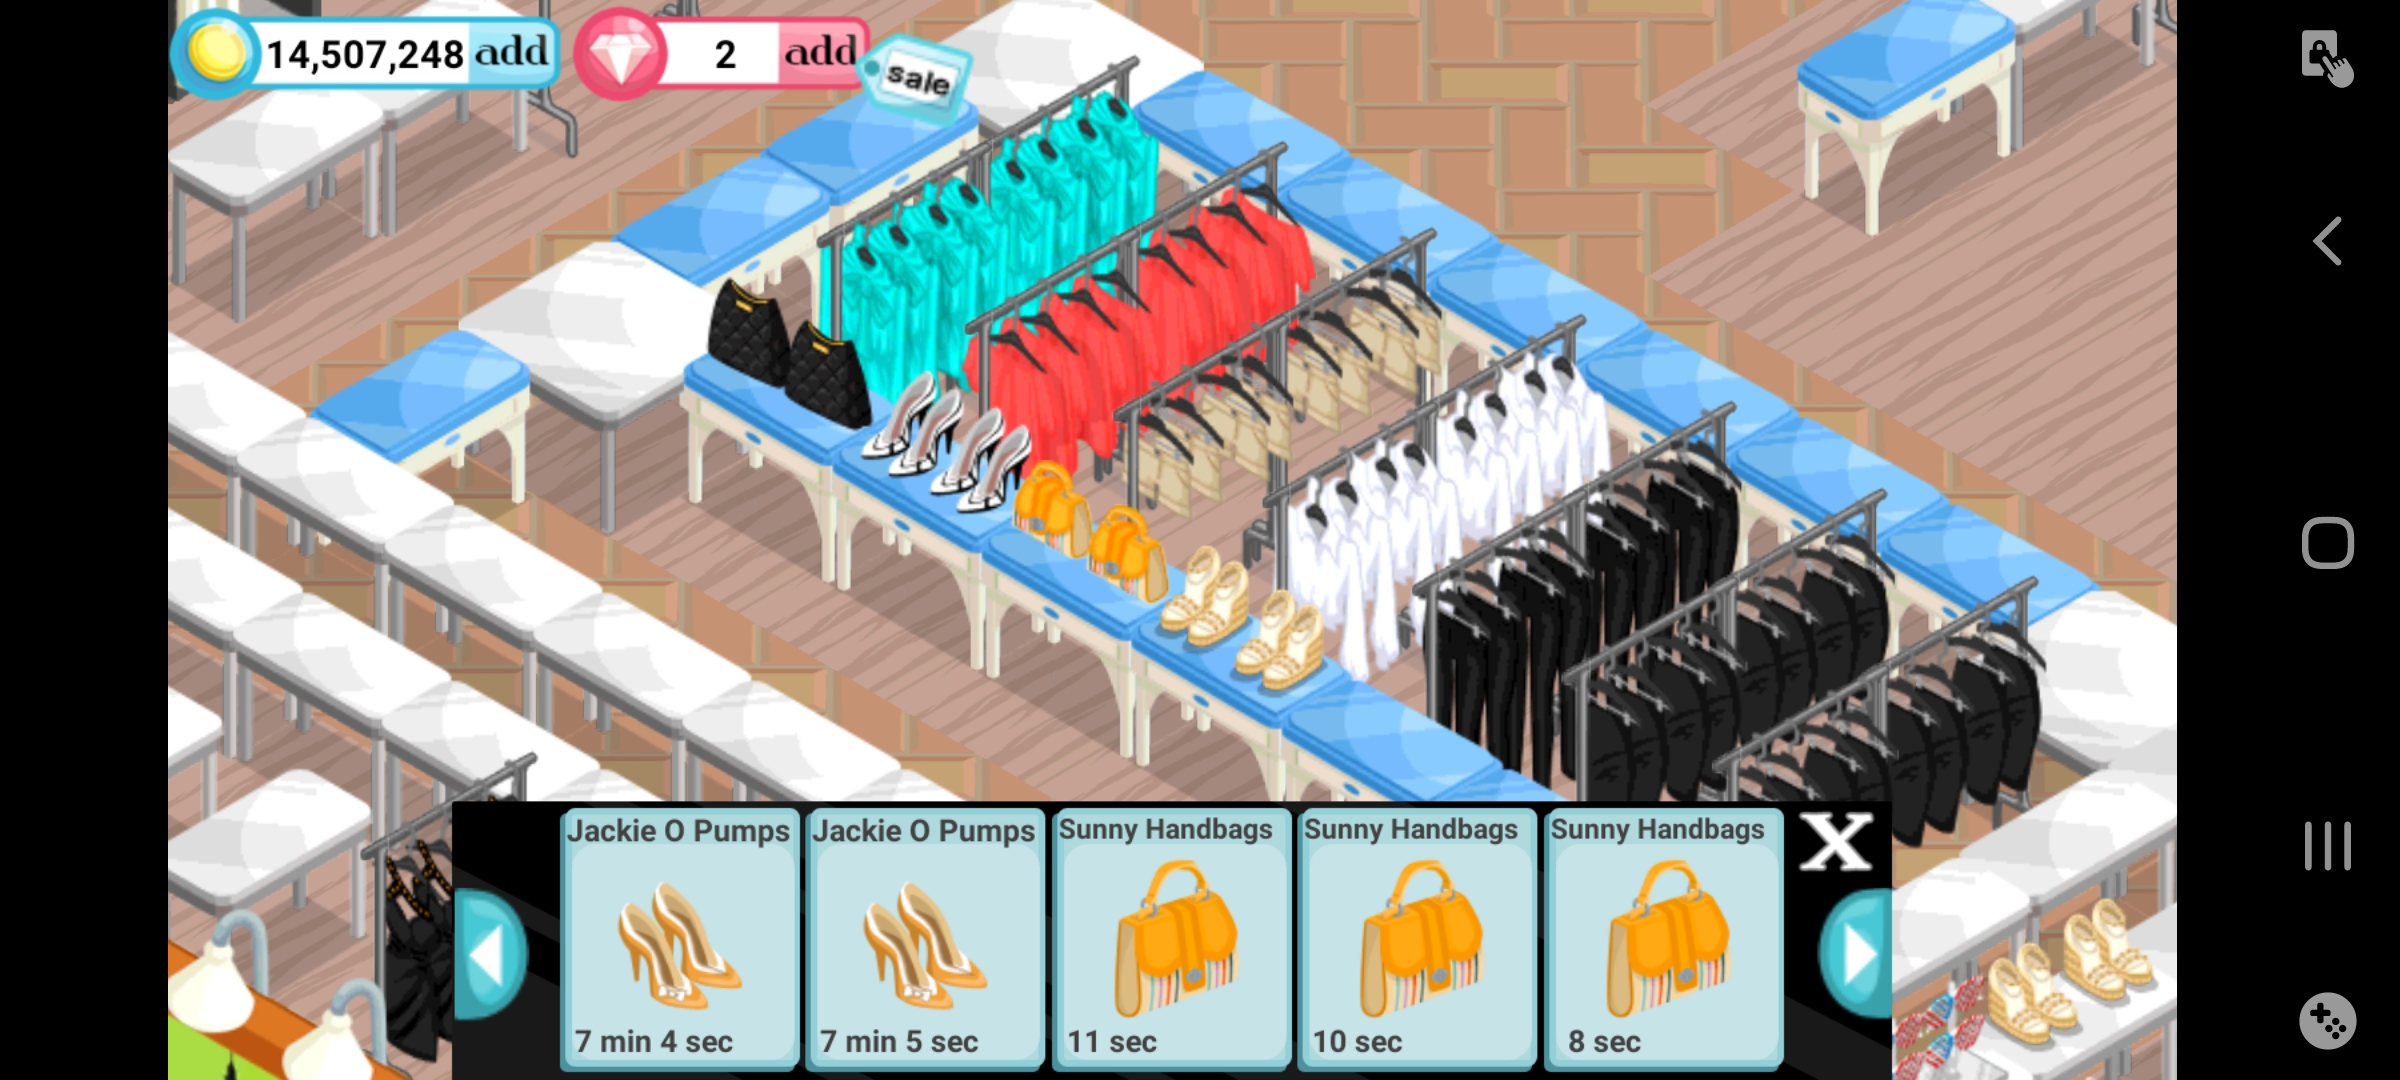 14,507,248 add
2 add
sale
Jackie O Pumps
7 min 4 sec
Jackie O Pumps
7 min 5 sec
Sunny Handbags
11 sec
Sunny Handbags
10 sec
Sunny Handbags
8 sec
X